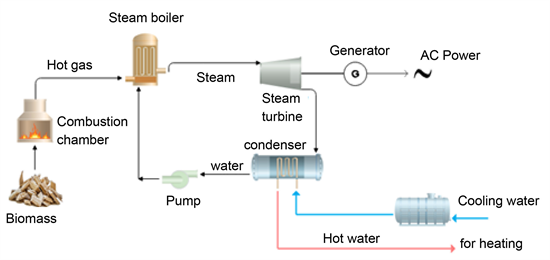 Steam boiler
Generator
AC Power
Hot gas
Steam
G
Steam
turbine
Combustion
chamber
condenser
water
Biomass
Pump
Cooling water
Hot water
for heating